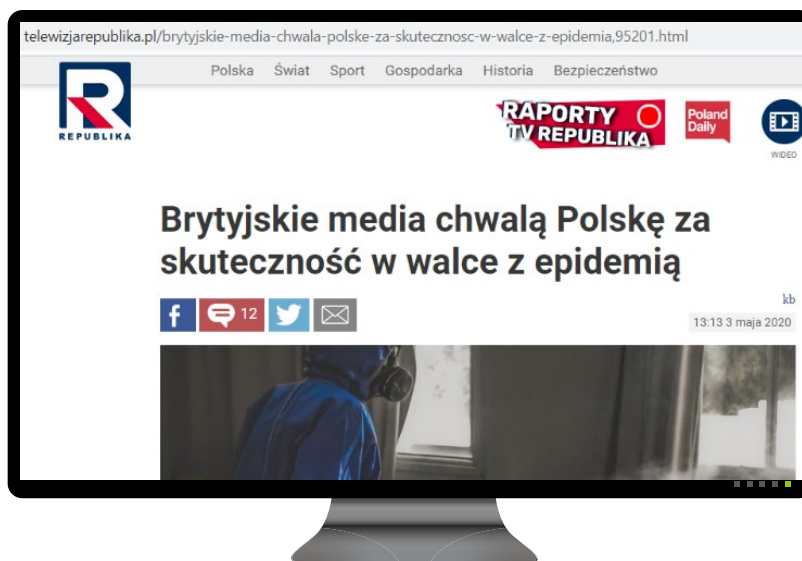 telewizjarepublika.pl/brytyjskie-media-chwala-polske-za-skutecznosc-w-walce-z-epidemia,95201.html
Polska Świat Sport Gospodarka Historia Bezpieczeństwo
REPUBLIKA
RAPORTY
TV REPUBLIKA
Poland
Daily
WIDEO
Brytyjskie media chwalą Polskę za
skuteczność w walce z epidemią
12
kb
13:13 3 maja 2020